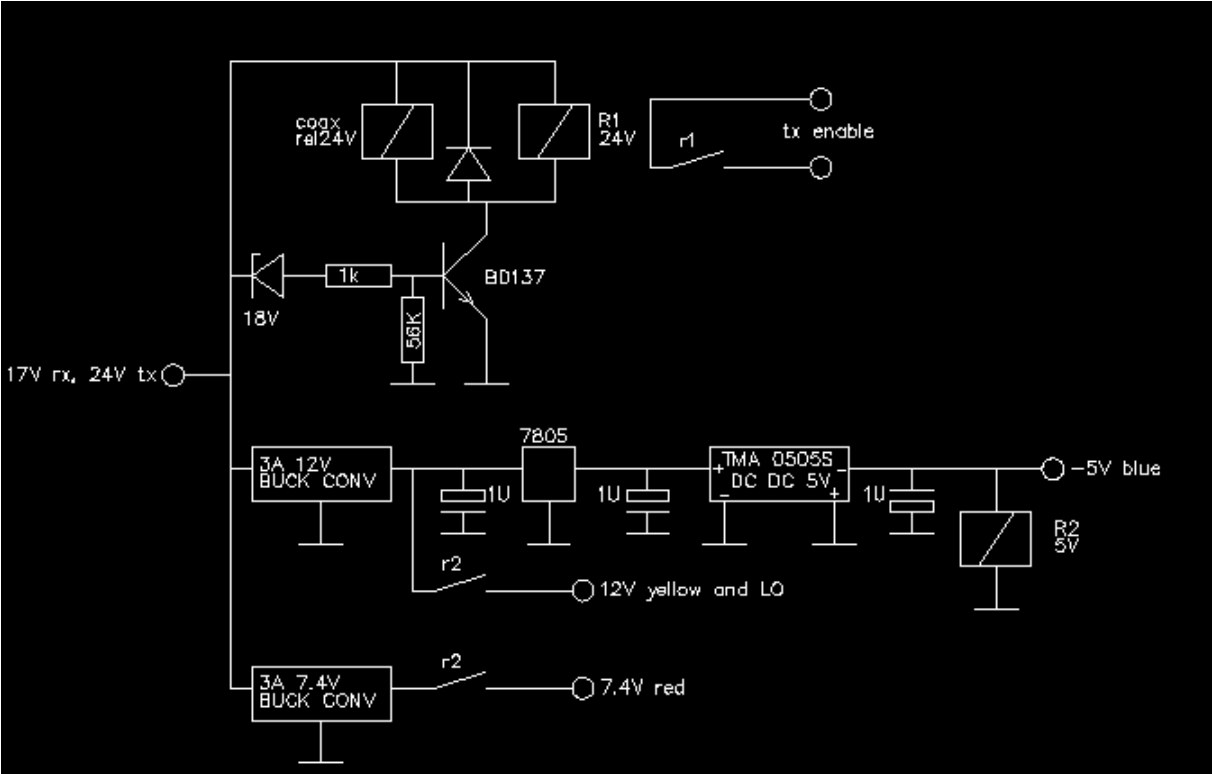 coax
rel24V
R1
24V
r1
tx enable
1k
BD137
18V
56K
17V rx, 24V tx
7805
3A 12V
BUCK CONV
1U
1U
+ TMA 0505S -
- DC DC 5V +
1U
-5V blue
R2
5V
r2
12V yellow and LO
r2
3A 7.4V
BUCK CONV
7.4V red